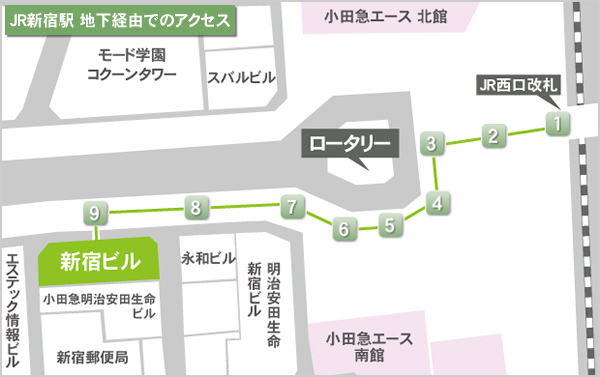 JR新宿駅 地下経由でのアクセス
小田急エース 北館
モード学園
コクーンタワー
スバルビル
JR西口改札
ロータリー
1
2
3
4
5
6
7
8
9
新宿ビル
永和ビル
明治安田生命
新宿ビル
小田急明治安田生命
ビル
新宿郵便局
エステック情報ビル
小田急エース
南館